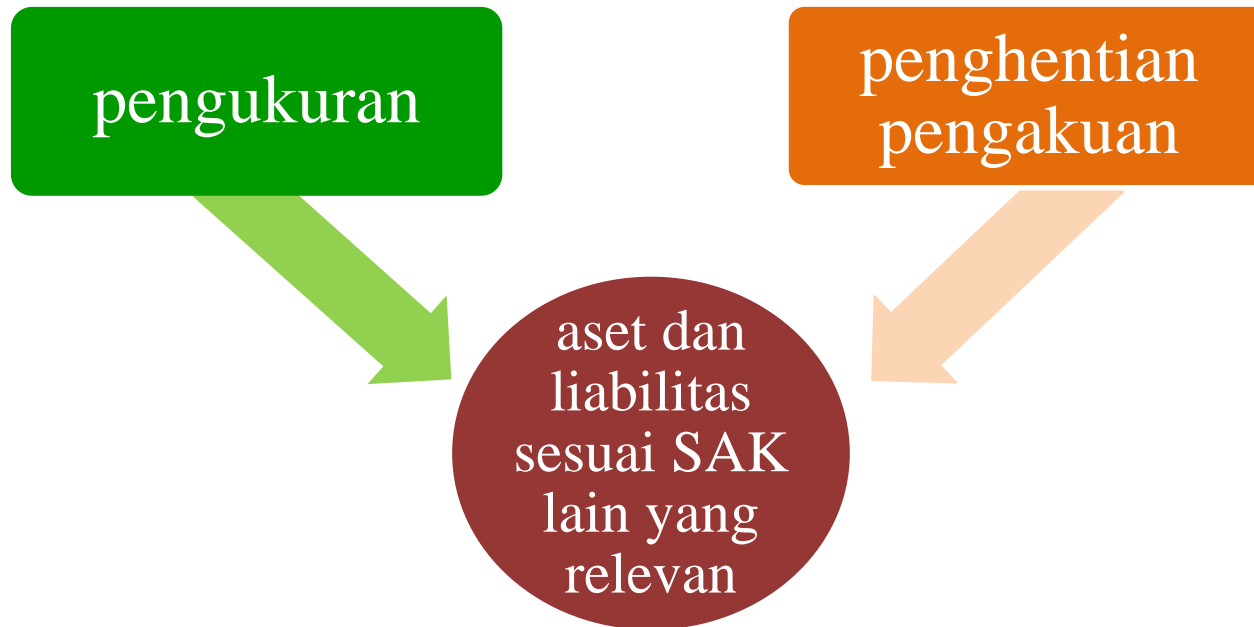 pengukuran
penghentian
pengakuan
aset dan
liabilitas
sesuai SAK
lain yang
relevan